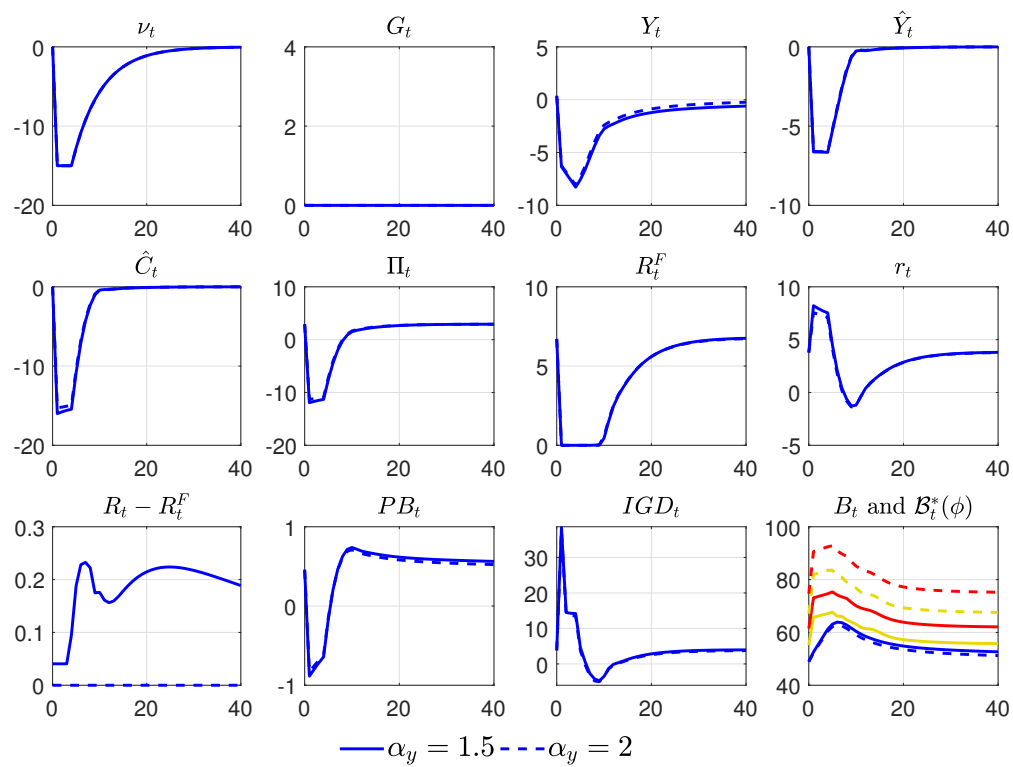 ν_t G_t Y_t Ŷ_t
0 4 5 0
-10 2 0 -5
-20 0 -5 -10
-10
0 20 40 0 20 40 0 20 40 0 20 40
Ĉ_t Π_t R_t^F r_t
0 10 10 10
-10 0 5 5
-20 -10 0 0
-20 -5
0 20 40 0 20 40 0 20 40 0 20 40
R_t − R_t^F PB_t IGD_t B_t and ℬ_t^*(ϕ)
0.3 1 30 100
0.2 0 20 80
0.1 -1 10 60
0 0 40
0 20 40 0 20 40 0 20 40 0 20 40
α_y = 1.5 α_y = 2